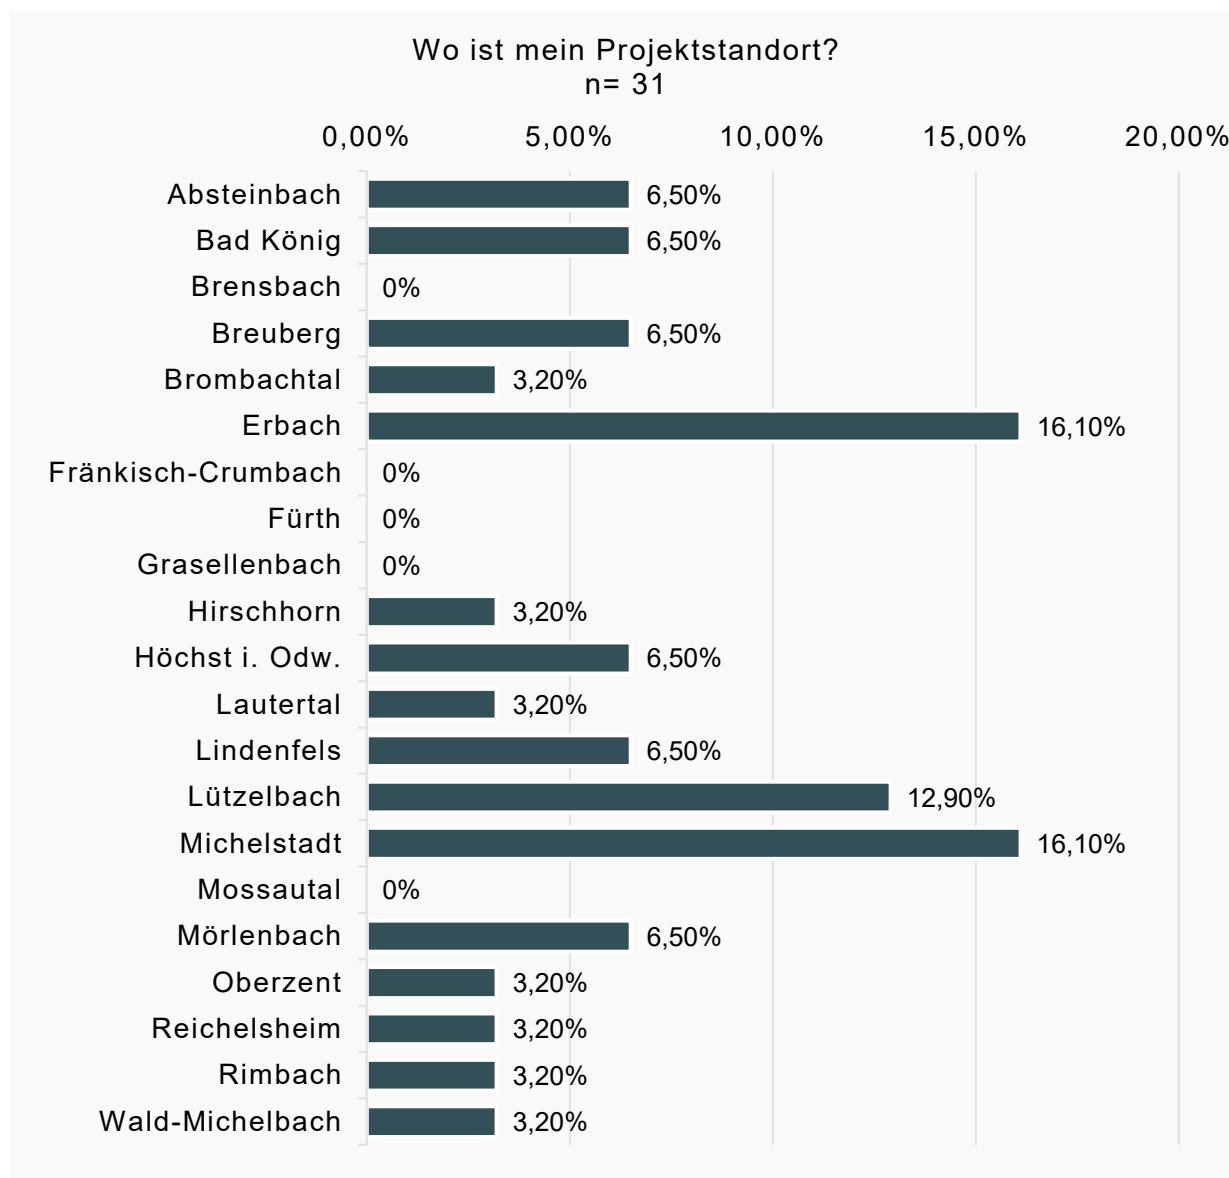 Wo ist mein Projektstandort?
n= 31
0,00% 5,00% 10,00% 15,00% 20,00%
Absteinbach 6,50%
Bad König 6,50%
Brensbach 0%
Breuberg 6,50%
Brombachtal 3,20%
Erbach 16,10%
Fränkisch-Crumbach 0%
Fürth 0%
Grasellenbach 0%
Hirschhorn 3,20%
Höchst i. Odw. 6,50%
Lautertal 3,20%
Lindenfels 6,50%
Lützelbach 12,90%
Michelstadt 16,10%
Mossautal 0%
Mörlenbach 6,50%
Oberzent 3,20%
Reichelsheim 3,20%
Rimbach 3,20%
Wald-Michelbach 3,20%